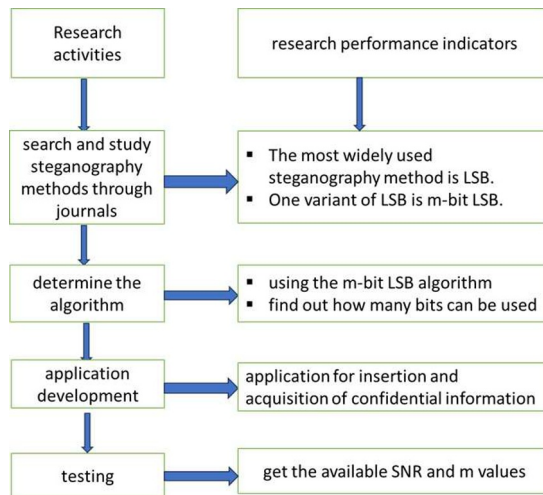 Research
activities
research performance indicators
search and study
steganography
methods through
journals
▪ The most widely used
steganography method is LSB.
▪ One variant of LSB is m-bit LSB.
determine the
algorithm
▪ using the m-bit LSB algorithm
▪ find out how many bits can be used
application
development
application for insertion and
acquisition of confidential information
testing
get the available SNR and m values